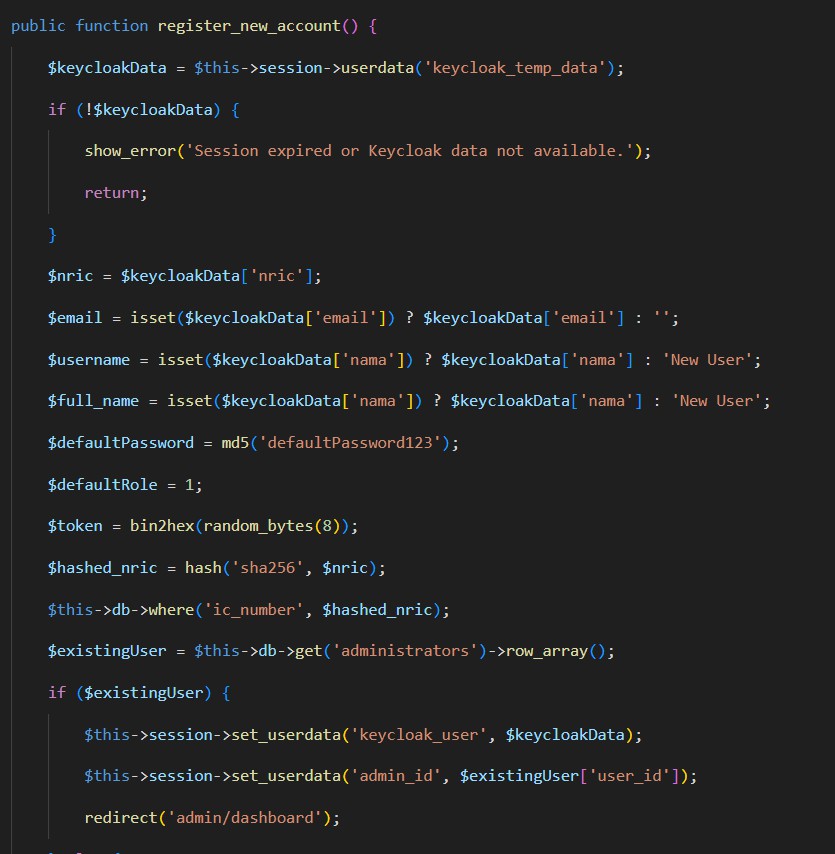 public function register_new_account() {
$keycloakData = $this->session->userdata('keycloak_temp_data');
if (!$keycloakData) {
show_error('Session expired or Keycloak data not available.');
return;
}
$nric = $keycloakData['nric'];
$email = isset($keycloakData['email']) ? $keycloakData['email'] : '';
$username = isset($keycloakData['nama']) ? $keycloakData['nama'] : 'New User';
$full_name = isset($keycloakData['nama']) ? $keycloakData['nama'] : 'New User';
$defaultPassword = md5('defaultPassword123');
$defaultRole = 1;
$token = bin2hex(random_bytes(8));
$hashed_nric = hash('sha256', $nric);
$this->db->where('ic_number', $hashed_nric);
$existingUser = $this->db->get('administrators')->row_array();
if ($existingUser) {
$this->session->set_userdata('keycloak_user', $keycloakData);
$this->session->set_userdata('admin_id', $existingUser['user_id']);
redirect('admin/dashboard');